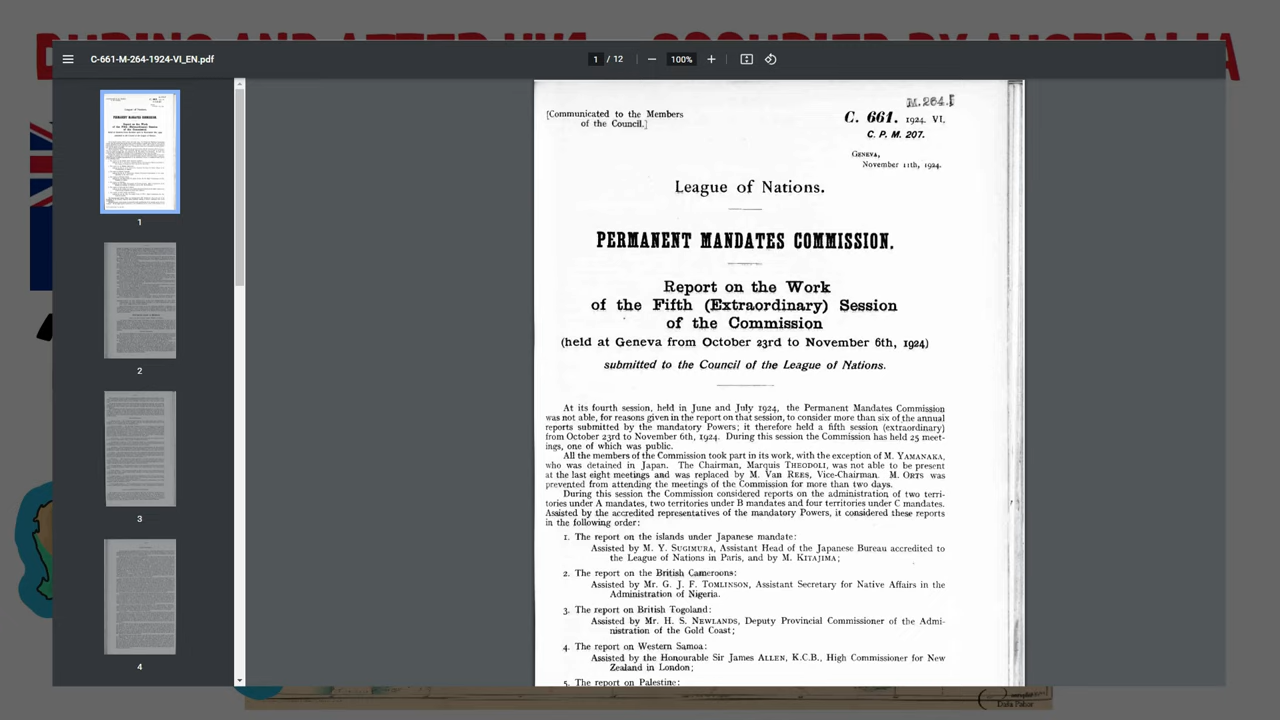 DURING AND AFTER WW1 - OCCUPIED BY AUSTRALIA
C-661-M-264-1924-VI_EN.pdf
1 / 12
100%
1
2
3
4
[Communicated to the Members
of the Council.]
M.264.
C. 661. 1924. VI.
C. P. M. 207.
Geneva,
November 11th, 1924.
League of Nations.
PERMANENT MANDATES COMMISSION.
Report on the Work
of the Fifth (Extraordinary) Session
of the Commission
(held at Geneva from October 23rd to November 6th, 1924)
submitted to the Council of the League of Nations.
At its fourth session, held in June and July 1924, the Permanent Mandates Commission
was not able, for reasons given in the report on that session, to consider more than six of the annual
reports submitted by the mandatory Powers; it therefore held a fifth session (extraordinary)
from October 23rd to November 6th, 1924. During this session the Commission has held 25 meet-
ings, one of which was public.
All the members of the Commission took part in its work, with the exception of M. YAMANAKA,
who was detained in Japan. The Chairman, Marquis THEODOLI, was not able to be present
at the last eight meetings and was replaced by M. Van REES, Vice-Chairman. M. ORTS was
prevented from attending the meetings of the Commission for more than two days.
During this session the Commission considered reports on the administration of two terri-
tories under A mandates, two territories under B mandates and four territories under C mandates.
Assisted by the accredited representatives of the mandatory Powers, it considered these reports
in the following order:
1. The report on the islands under Japanese mandate:
Assisted by M. Y. SUGIMURA, Assistant Head of the Japanese Bureau accredited to
the League of Nations in Paris, and by M. KITAJIMA;
2. The report on the British Cameroons:
Assisted by Mr. G. J. F. TOMLINSON, Assistant Secretary for Native Affairs in the
Administration of Nigeria.
3. The report on British Togoland:
Assisted by Mr. H. S. NEWLANDS, Deputy Provincial Commissioner of the Admi-
nistration of the Gold Coast;
4. The report on Western Samoa:
Assisted by the Honourable Sir James ALLEN, K.C.B., High Commissioner for New
Zealand in London;
5. The report on Palestine: